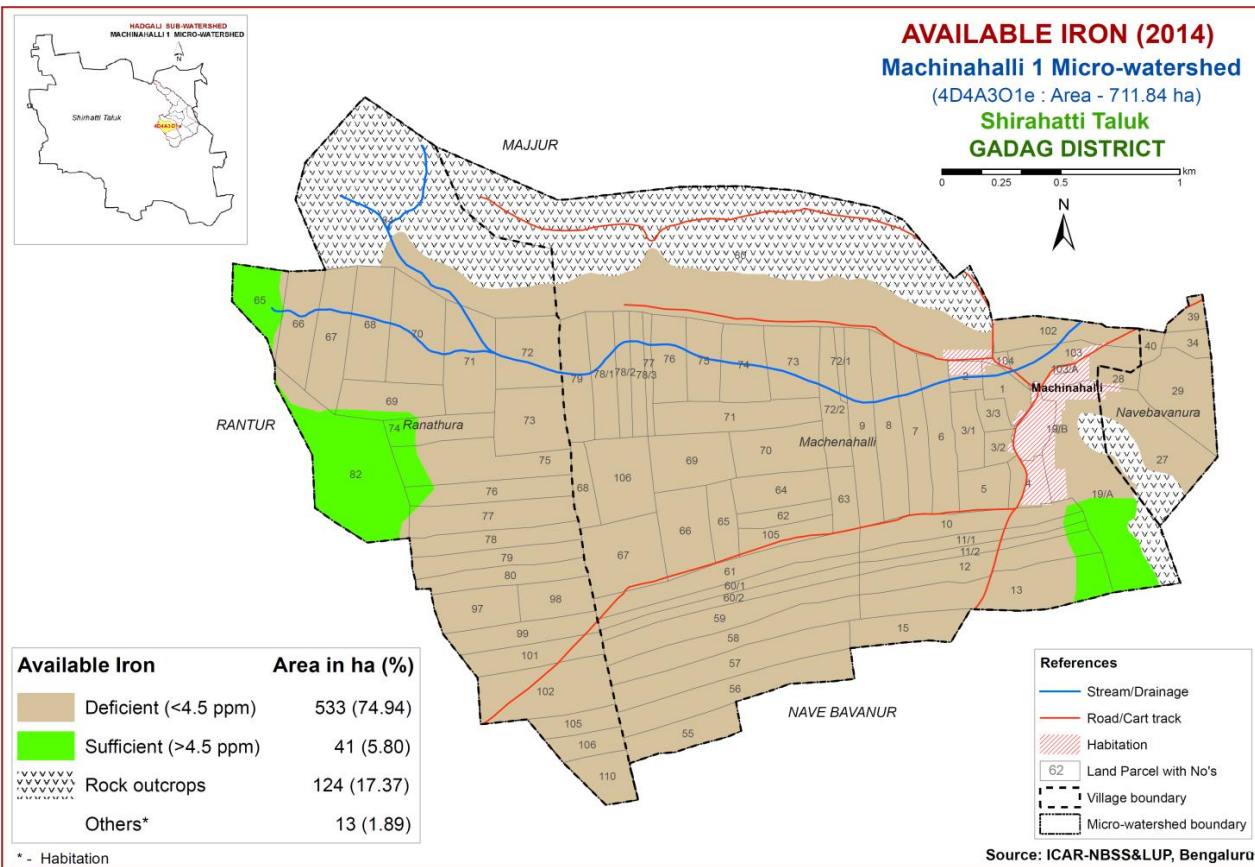 HADGALI SUB-WATERSHED
MACHINAHALLI 1 MICRO-WATERSHED
N
Shirhatti Taluk
4D4A3O1e
AVAILABLE IRON (2014)
Machinahalli 1 Micro-watershed
(4D4A3O1e : Area - 711.84 ha)
Shirahatti Taluk
GADAG DISTRICT
0 0.25 0.5 1 km
N
MAJJUR
80
65 66 67 68 70 71 72
79 78/1 78/2 77 78/3 76 75 74 73 72/1
102 40 39 34
104 103 103/A
2 1 28 29
Machinahalli
Navebavanura
69 74 Ranathura 73
RANTUR
71 72/2 9 8 7 6 3/3 3/1 3/2
Machenahalli
19/B 27
82 75 68 106 69 70
76 64 63 5 4 19/A
77 66 65 62 10
78 105 11/1
79 67 61 11/2
80 60/1 12
97 98 60/2 13
99 59 15
101 58
57
102 56
NAVE BAVANUR
105 55
106
110
Available Iron Area in ha (%)
Deficient (<4.5 ppm) 533 (74.94)
Sufficient (>4.5 ppm) 41 (5.80)
Rock outcrops 124 (17.37)
Others* 13 (1.89)
* - Habitation
References
Stream/Drainage
Road/Cart track
Habitation
62 Land Parcel with No's
Village boundary
Micro-watershed boundary
Source: ICAR-NBSS&LUP, Bengaluru